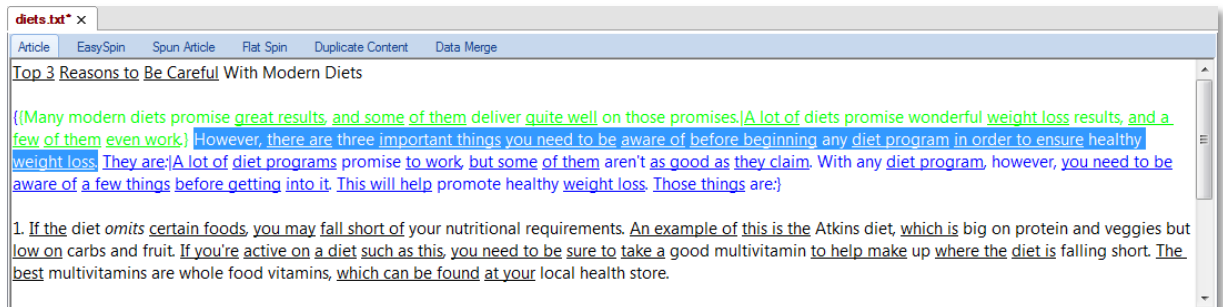 diets.txt* ×
Article EasySpin Spun Article Flat Spin Duplicate Content Data Merge
Top 3 Reasons to Be Careful With Modern Diets
{{Many modern diets promise great results, and some of them deliver quite well on those promises.|A lot of diets promise wonderful weight loss results, and a
few of them even work.} However, there are three important things you need to be aware of before beginning any diet program in order to ensure healthy
weight loss. They are:|A lot of diet programs promise to work, but some of them aren't as good as they claim. With any diet program, however, you need to be
aware of a few things before getting into it. This will help promote healthy weight loss. Those things are:}
1. If the diet omits certain foods, you may fall short of your nutritional requirements. An example of this is the Atkins diet, which is big on protein and veggies but
low on carbs and fruit. If you're active on a diet such as this, you need to be sure to take a good multivitamin to help make up where the diet is falling short. The
best multivitamins are whole food vitamins, which can be found at your local health store.